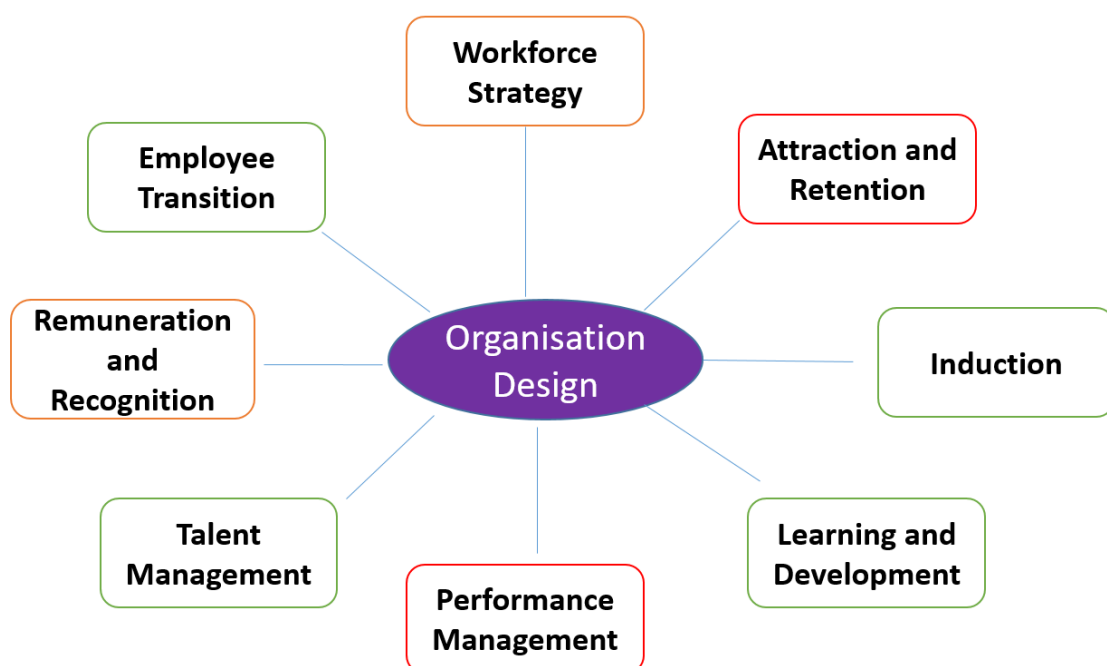 Workforce
Strategy
Employee
Transition
Attraction and
Retention
Remuneration
and
Recognition
Organisation
Design
Induction
Talent
Management
Performance
Management
Learning and
Development